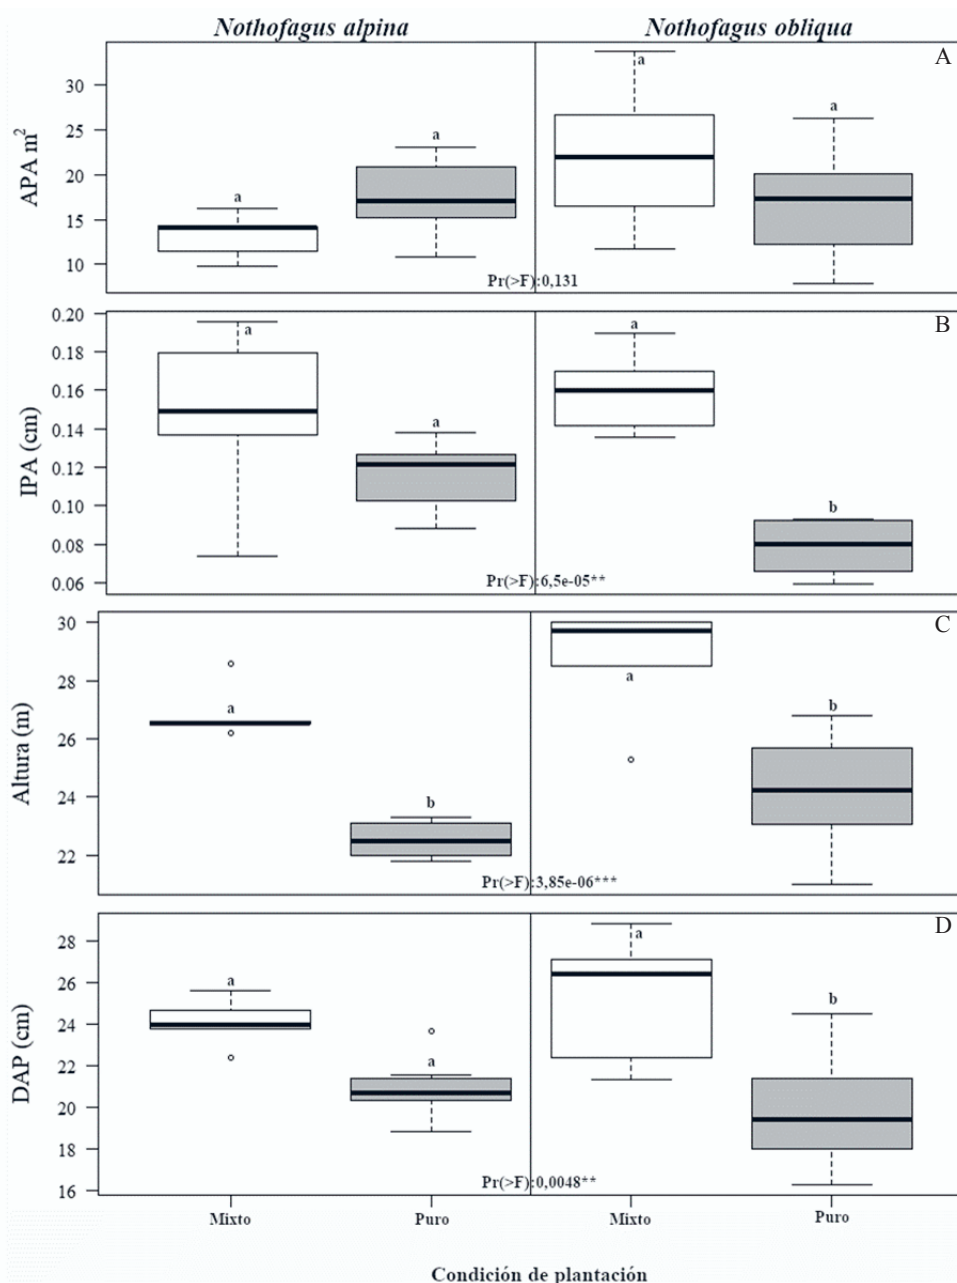 Nothofagus alpina Nothofagus obliqua
A
APA m²
30
25
20
15
10
a
a
a
a
Pr(>F):0,131
B
IPA (cm)
0.20
0.18
0.16
0.14
0.12
0.10
0.08
0.06
a
a
a
b
Pr(>F):6,5e-05**
C
Altura (m)
30
28
26
24
22
a
b
a
b
Pr(>F):3,85e-06***
D
DAP (cm)
28
26
24
22
20
18
16
a
a
a
b
Pr(>F):0,0048**
Mixto Puro Mixto Puro
Condición de plantación